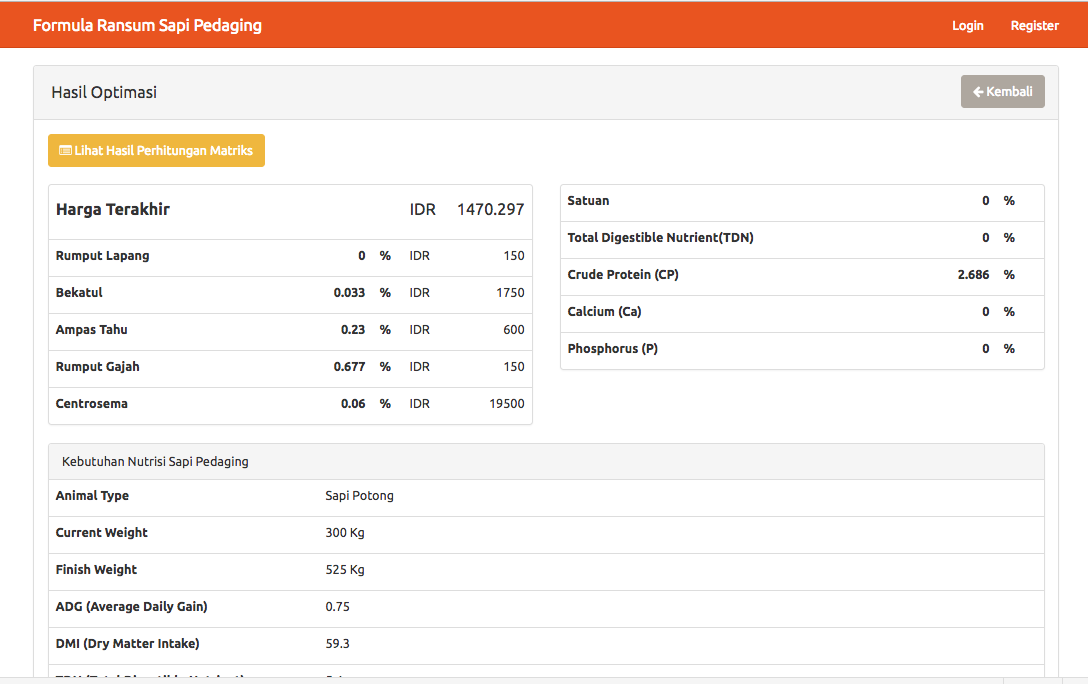 Formula Ransum Sapi Pedaging Login Register
Hasil Optimasi Kembali
Lihat Hasil Perhitungan Matriks
Harga Terakhir IDR 1470.297
Rumput Lapang 0 % IDR 150
Bekatul 0.033 % IDR 1750
Ampas Tahu 0.23 % IDR 600
Rumput Gajah 0.677 % IDR 150
Centrosema 0.06 % IDR 19500
Satuan 0 %
Total Digestible Nutrient(TDN) 0 %
Crude Protein (CP) 2.686 %
Calcium (Ca) 0 %
Phosphorus (P) 0 %
Kebutuhan Nutrisi Sapi Pedaging
Animal Type Sapi Potong
Current Weight 300 Kg
Finish Weight 525 Kg
ADG (Average Daily Gain) 0.75
DMI (Dry Matter Intake) 59.3